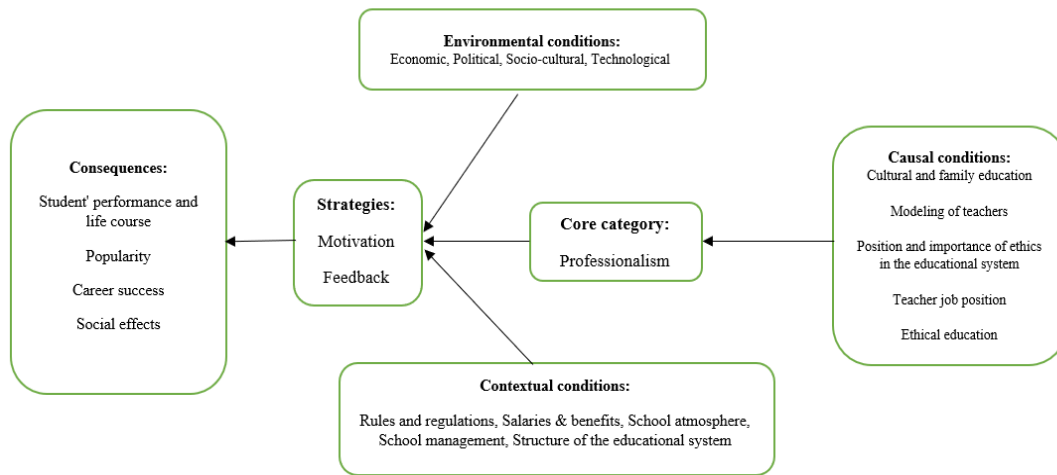 Environmental conditions:
Economic, Political, Socio-cultural, Technological
Consequences:
Student' performance and
life course
Popularity
Career success
Social effects
Strategies:
Motivation
Feedback
Core category:
Professionalism
Causal conditions:
Cultural and family education
Modeling of teachers
Position and importance of ethics
in the educational system
Teacher job position
Ethical education
Contextual conditions:
Rules and regulations, Salaries & benefits, School atmosphere,
School management, Structure of the educational system